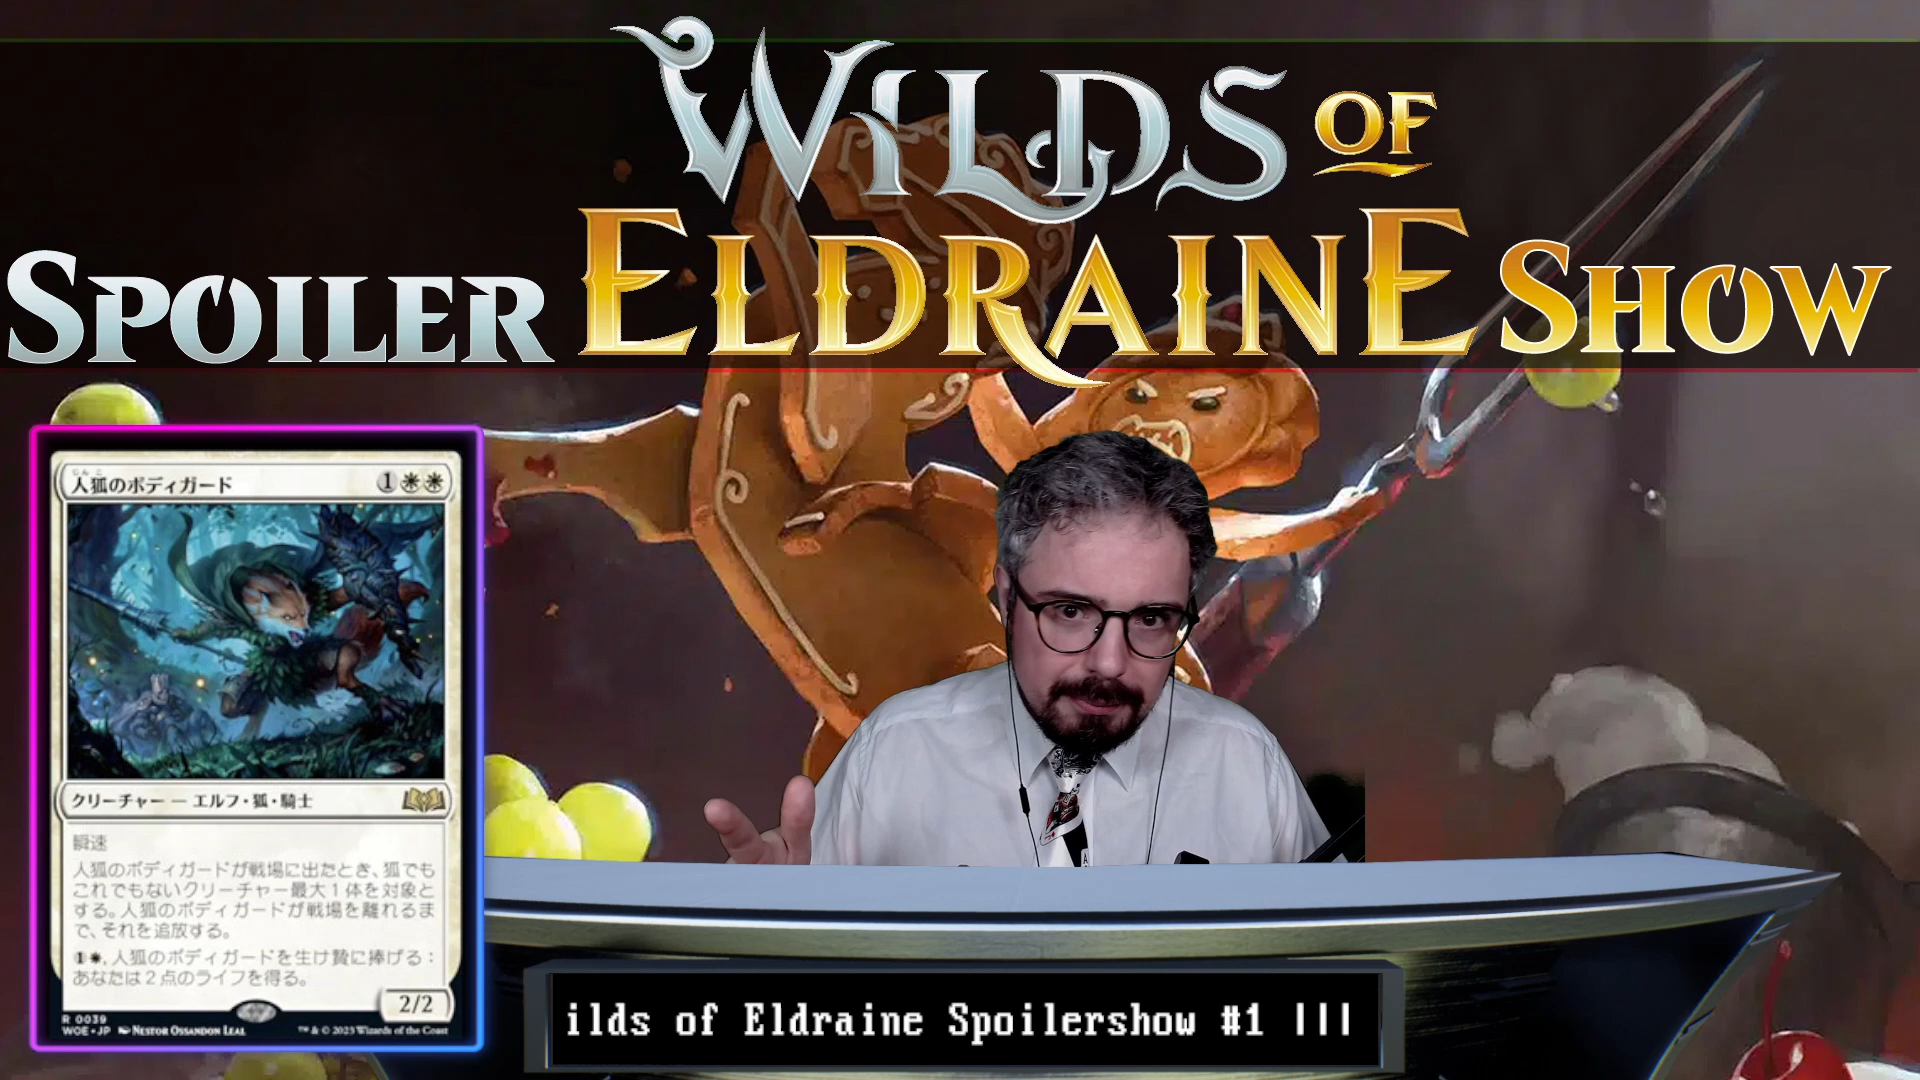 WILDS OF
SPOILER ELDRAINE SHOW
じんこ
人狐のボディガード 1
クリーチャー — エルフ・狐・騎士
瞬速
人狐のボディガードが戦場に出たとき、狐でも
これでもないクリーチャー最大1体を対象と
する。人狐のボディガードが戦場を離れるま
で、それを追放する。
1, 人狐のボディガードを生け贄に捧げる：
あなたは2点のライフを得る。
2/2
R 0039
WOE • JP NESTOR OSSANDON LEAL ™ & © 2023 Wizards of the Coast
ilds of Eldraine Spoilershow #1 |||